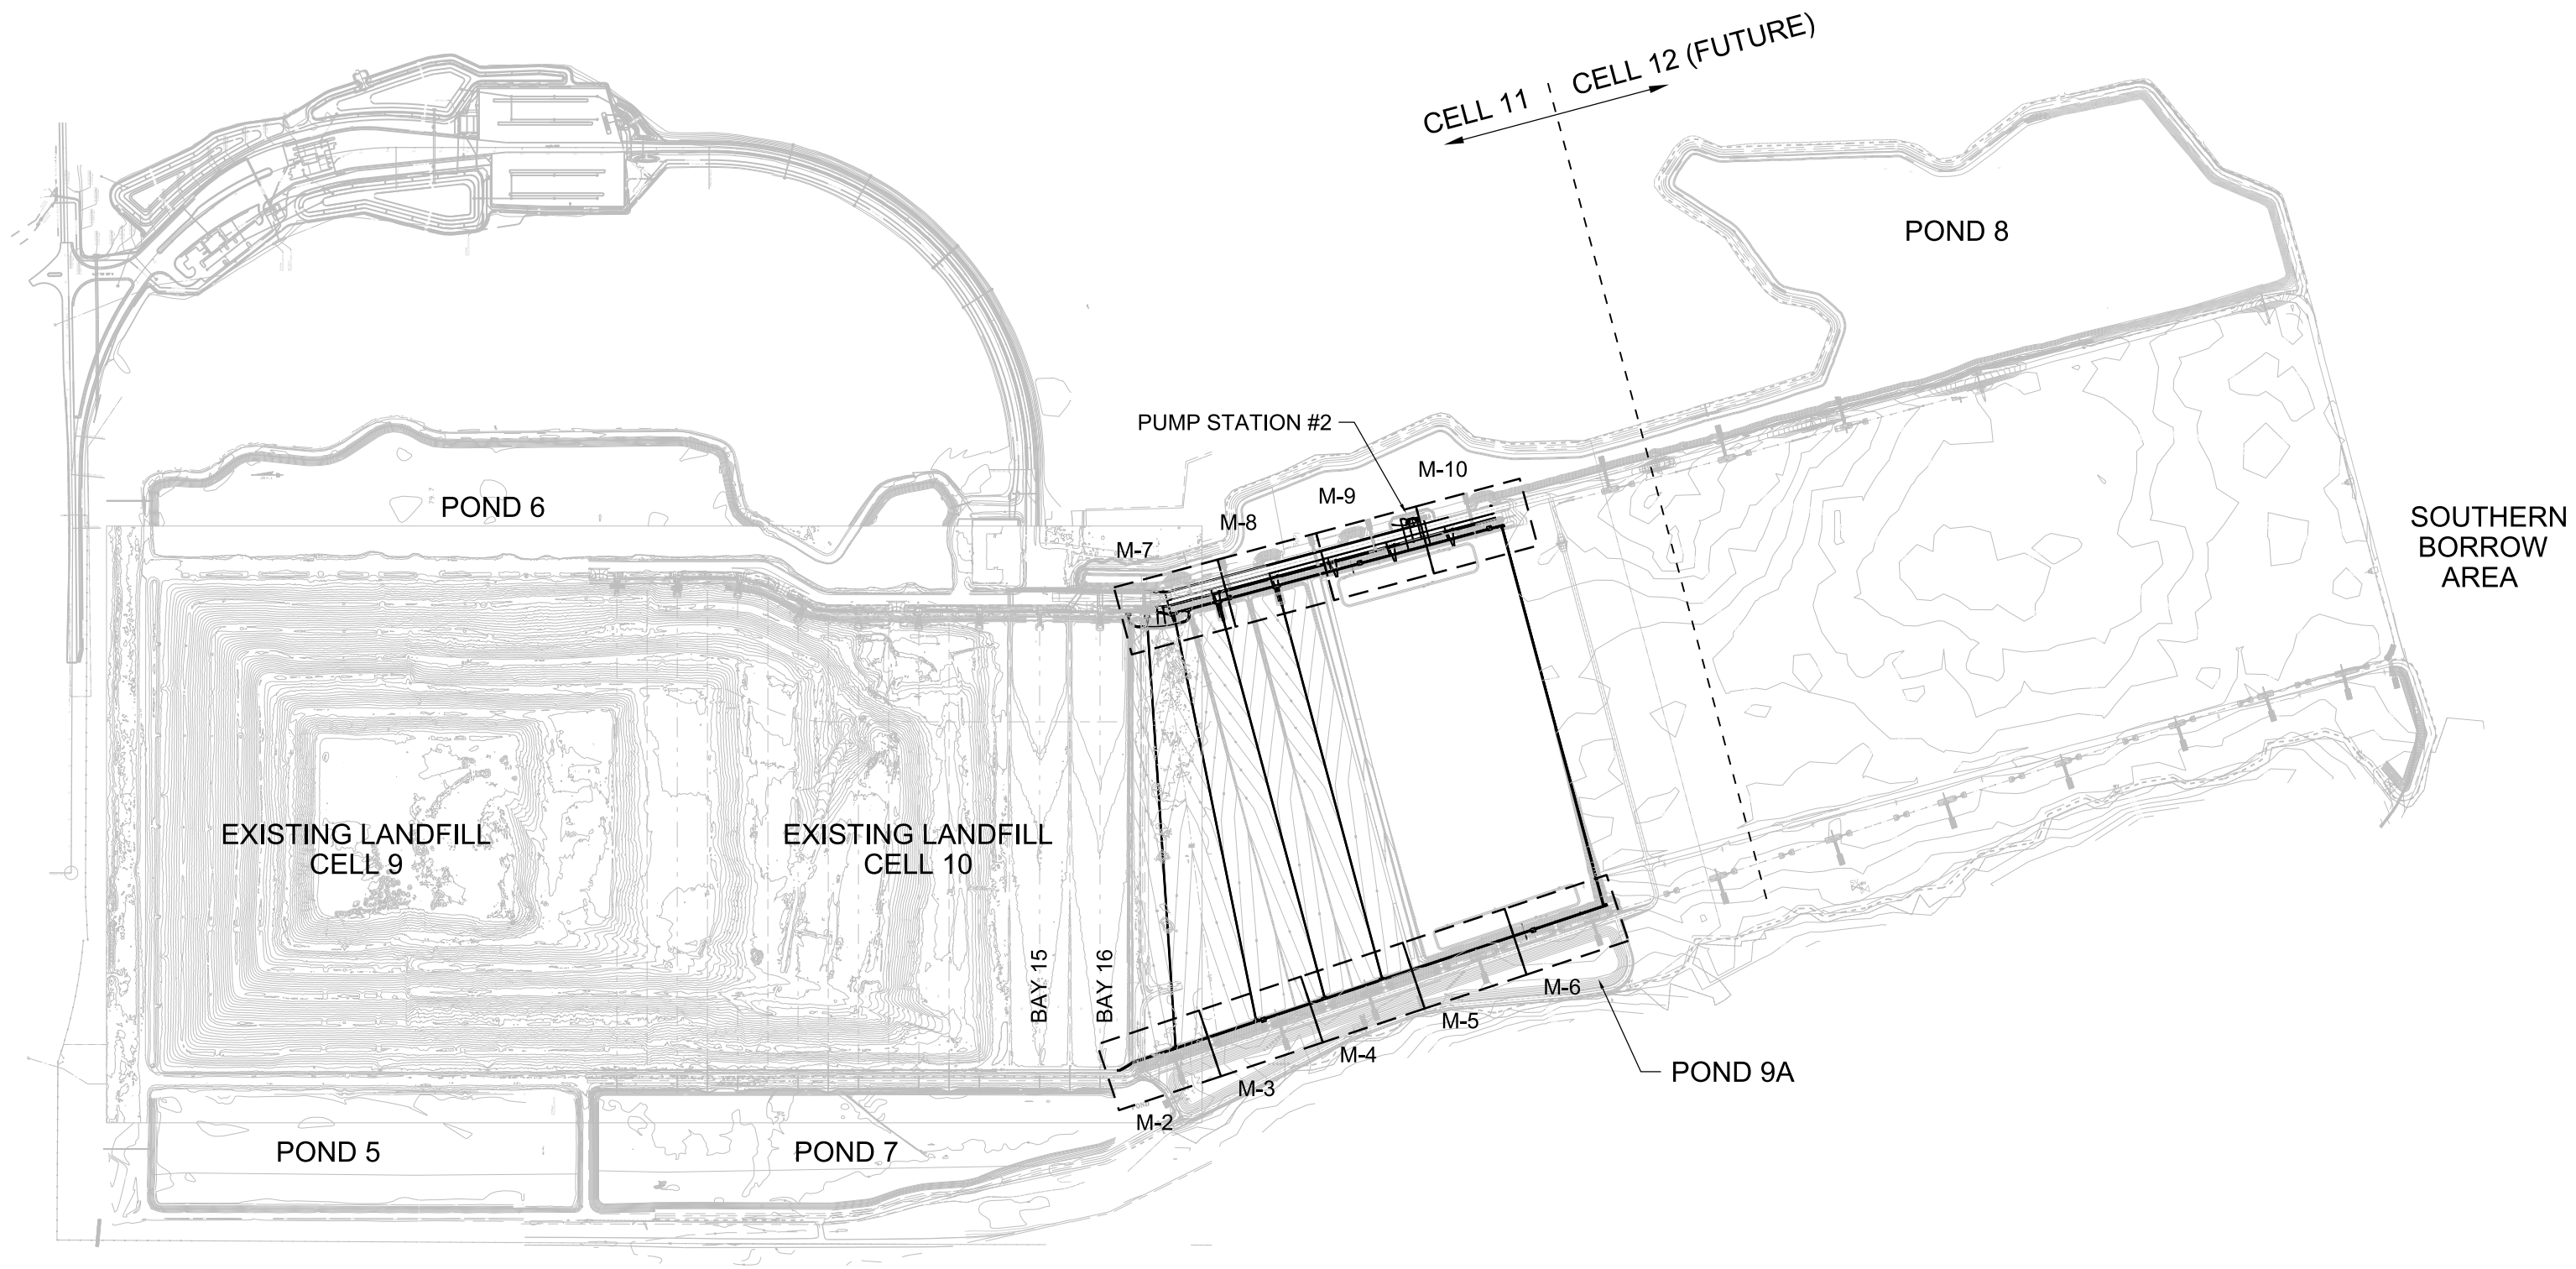 CELL 11
CELL 12 (FUTURE)
POND 8
PUMP STATION #2
M-10
M-9
M-8
M-7
POND 6
SOUTHERN
BORROW
AREA
EXISTING LANDFILL
CELL 9
EXISTING LANDFILL
CELL 10
BAY 15
BAY 16
M-6
M-5
M-4
M-3
M-2
POND 9A
POND 5
POND 7